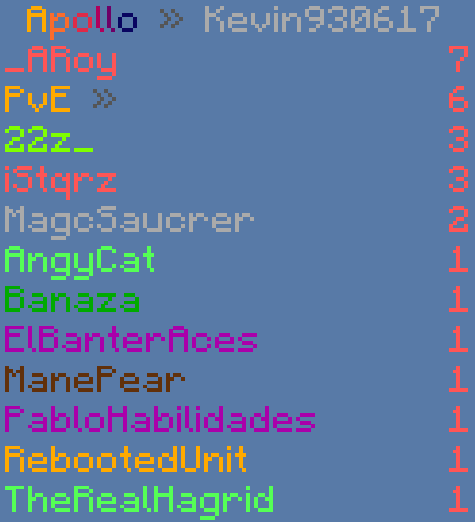 Apollo » Kevin930617
_ARoy 7
PvE » 6
22z_ 3
iStqrz 3
MagcSaucrer 2
AngyCat 1
Banaza 1
ElBanterAces 1
ManePear 1
PabloHabilidades 1
RebootedUnit 1
TheRealHagrid 1